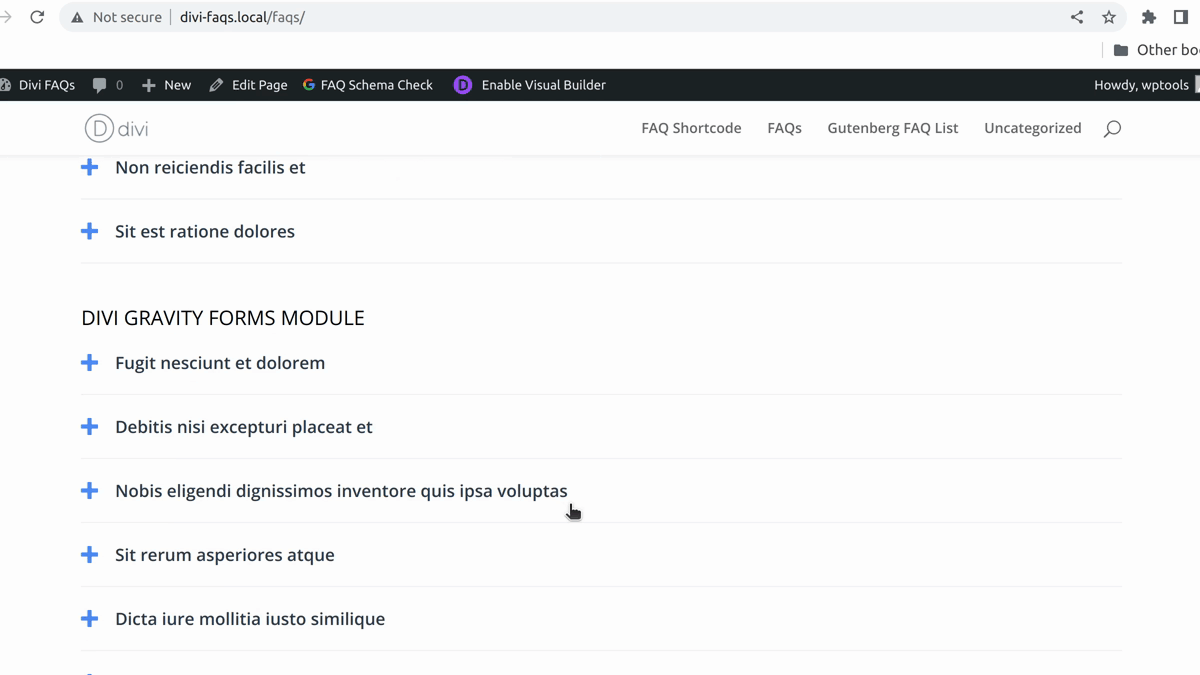 Not secure divi-faqs.local/faqs/
Other boo
Divi FAQs 0 New Edit Page FAQ Schema Check D Enable Visual Builder Howdy, wptools
D divi FAQ Shortcode FAQs Gutenberg FAQ List Uncategorized
Non reiciendis facilis et
Sit est ratione dolores
DIVI GRAVITY FORMS MODULE
Fugit nesciunt et dolorem
Debitis nisi excepturi placeat et
Nobis eligendi dignissimos inventore quis ipsa voluptas
Sit rerum asperiores atque
Dicta iure mollitia iusto similique